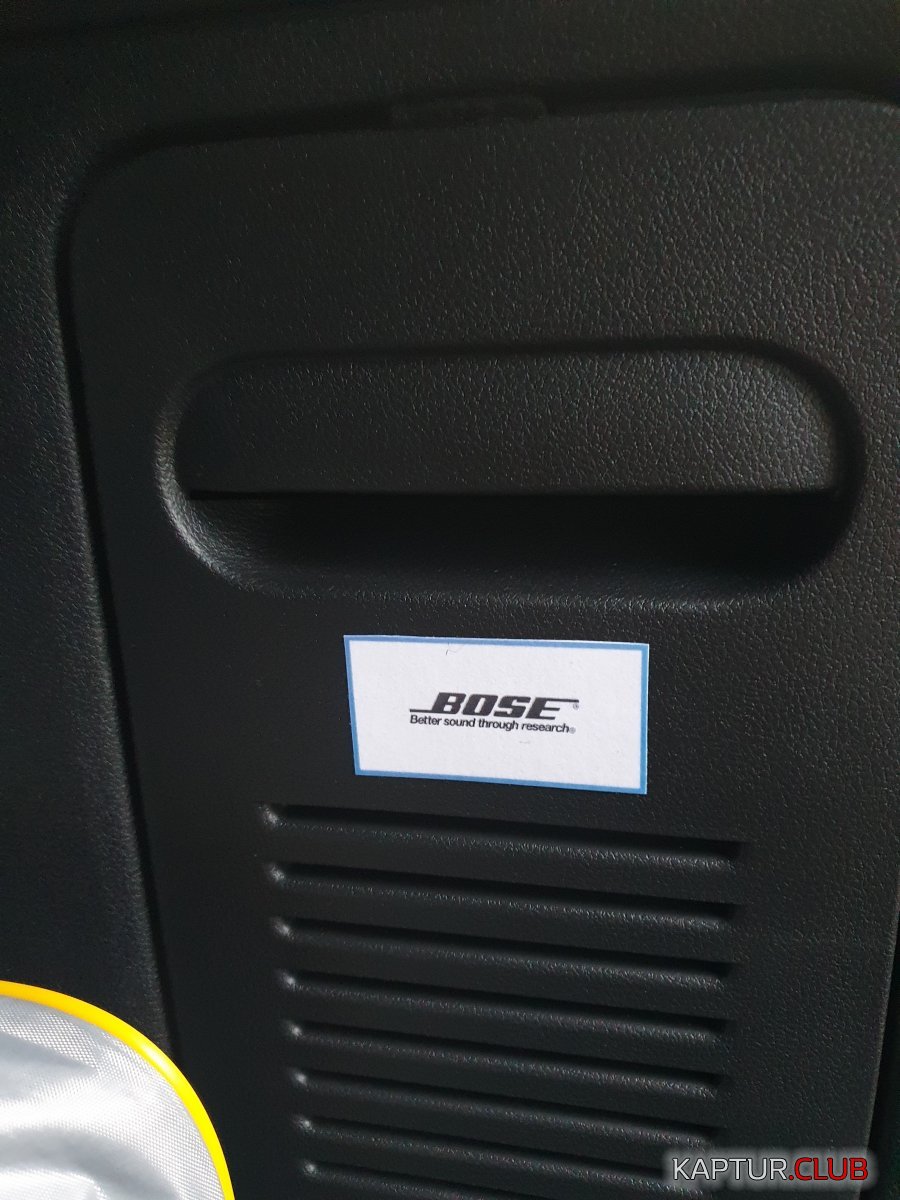 BOSE®
Better sound through research®
KAPTUR.CLUB